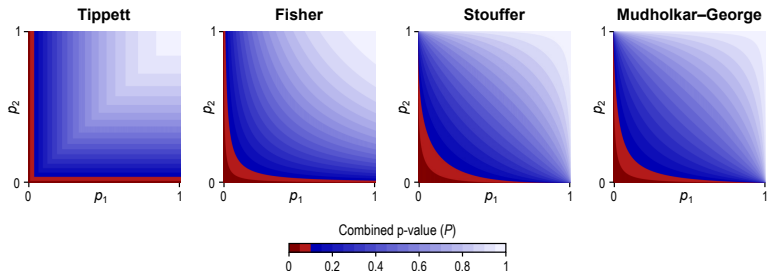 Tippett Fisher Stouffer Mudholkar–George
1 1 1 1
p2 p2 p2 p2
0 0 0 0
0 1 0 1 0 1 0 1
p1 p1 p1 p1
Combined p-value (P)
0 0.2 0.4 0.6 0.8 1